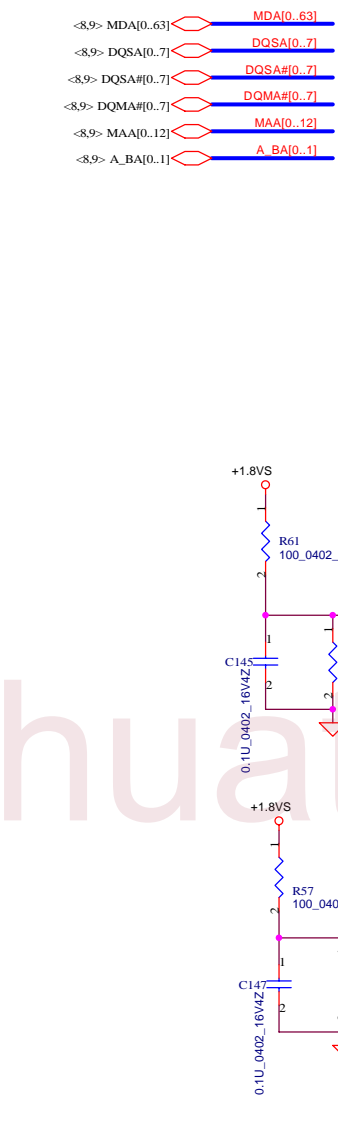 <8,9> MDA[0..63] MDA[0..63]
<8,9> DQSA[0..7] DQSA[0..7]
<8,9> DQSA#[0..7] DQSA#[0..7]
<8,9> DQMA#[0..7] DQMA#[0..7]
<8,9> MAA[0..12] MAA[0..12]
<8,9> A_BA[0..1] A_BA[0..1]
+1.8VS
1
R61
100_0402_
2
1
1
C145
2
2
0.1U_0402_16V4Z
huat
+1.8VS
1
R57
100_040
2
1
C147
2
0.1U_0402_16V4Z